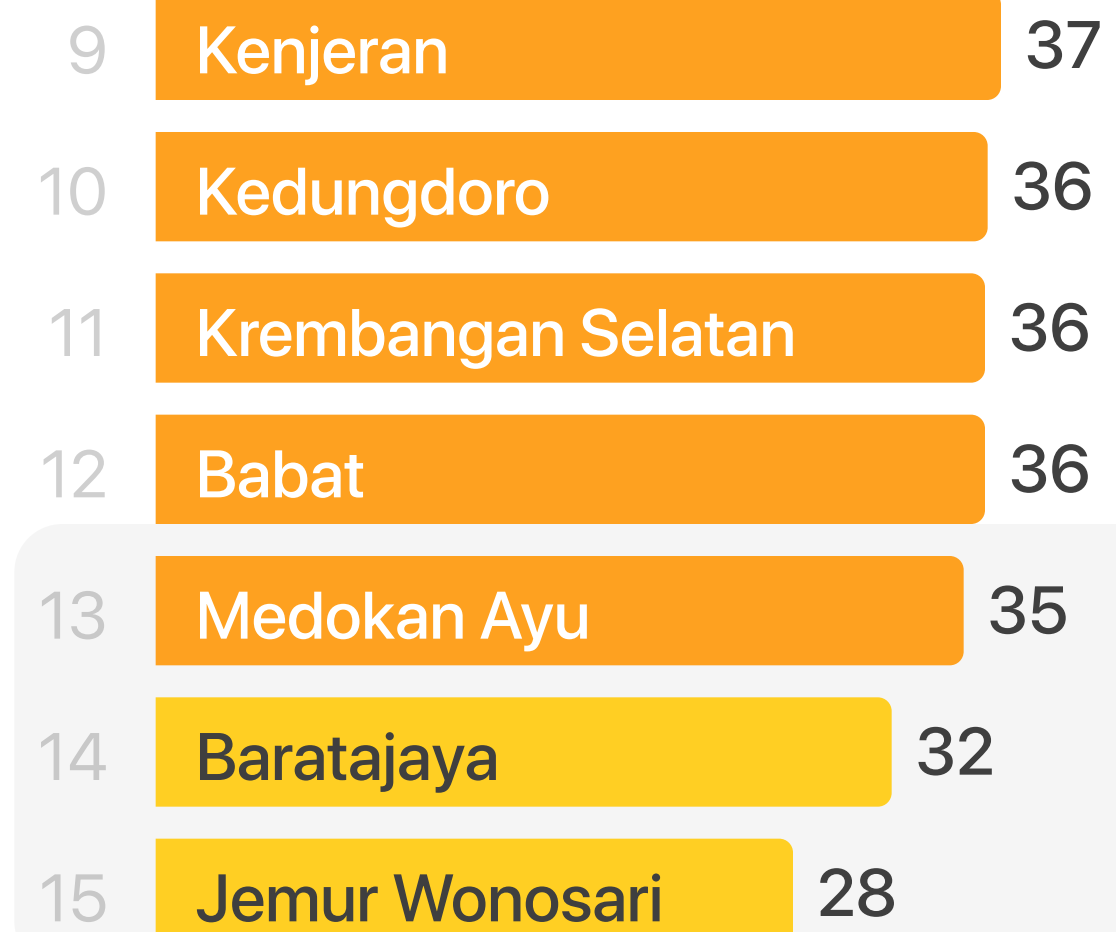 9 Kenjeran 37
10 Kedungdoro 36
11 Krembangan Selatan 36
12 Babat 36
13 Medokan Ayu 35
14 Baratajaya 32
15 Jemur Wonosari 28